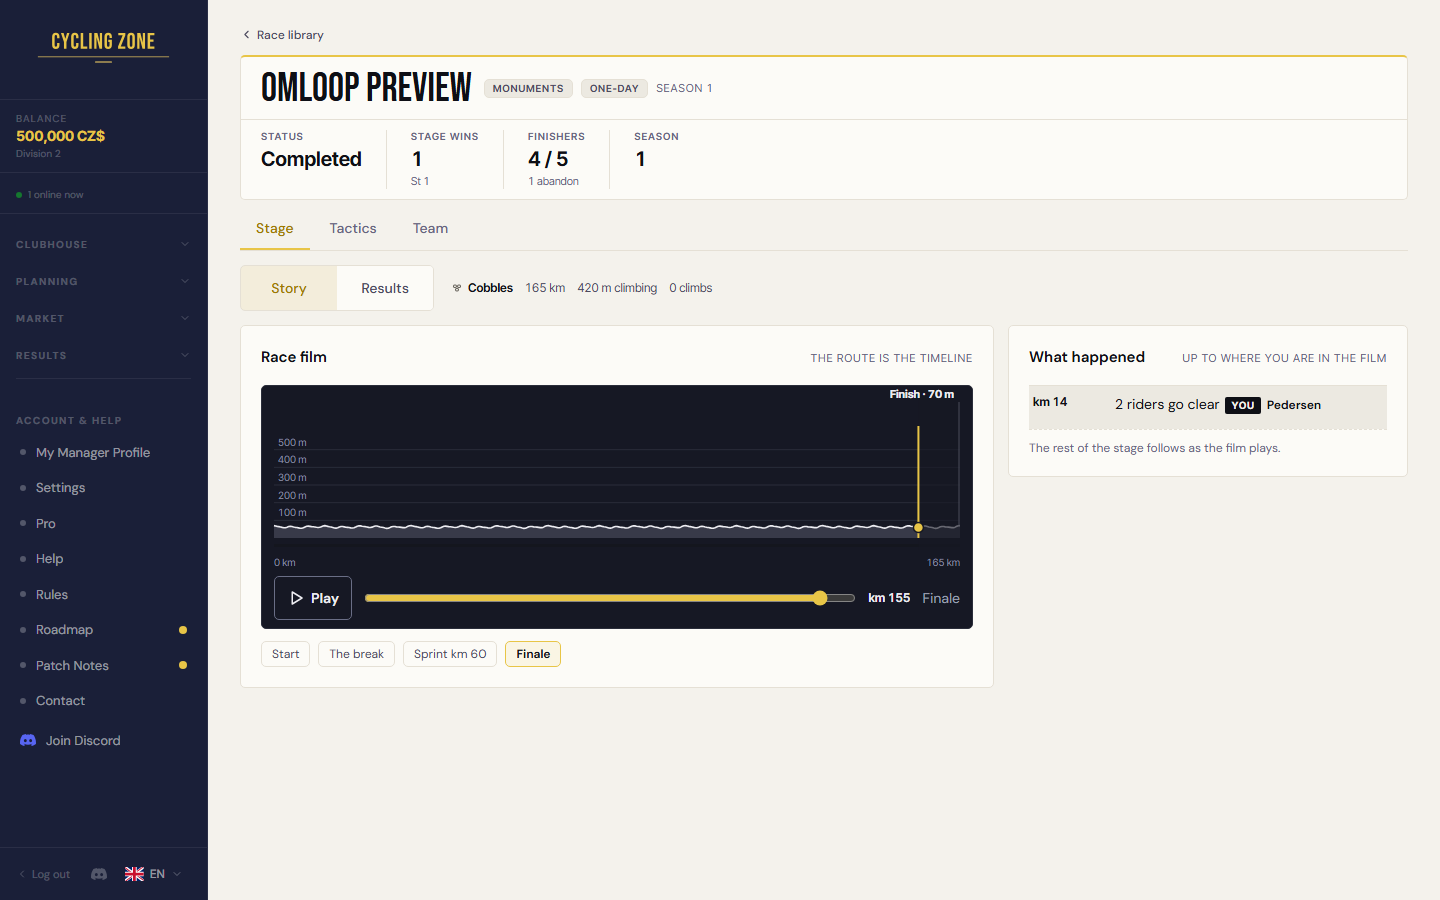 CYCLING ZONE
BALANCE
500,000 CZ$
Division 2
1 online now
CLUBHOUSE
PLANNING
MARKET
RESULTS
ACCOUNT & HELP
My Manager Profile
Settings
Pro
Help
Rules
Roadmap
Patch Notes
Contact
Join Discord
Log out
EN
Race library
OMLOOP PREVIEW MONUMENTS ONE-DAY SEASON 1
STATUS STAGE WINS FINISHERS SEASON
Completed 1 4 / 5 1
St 1 1 abandon
Stage Tactics Team
Story Results Cobbles 165 km 420 m climbing 0 climbs
Race film THE ROUTE IS THE TIMELINE
Finish · 70 m
500 m
400 m
300 m
200 m
100 m
0 km 165 km
Play km 155 Finale
Start The break Sprint km 60 Finale
What happened UP TO WHERE YOU ARE IN THE FILM
km 14 2 riders go clear YOU Pedersen
The rest of the stage follows as the film plays.